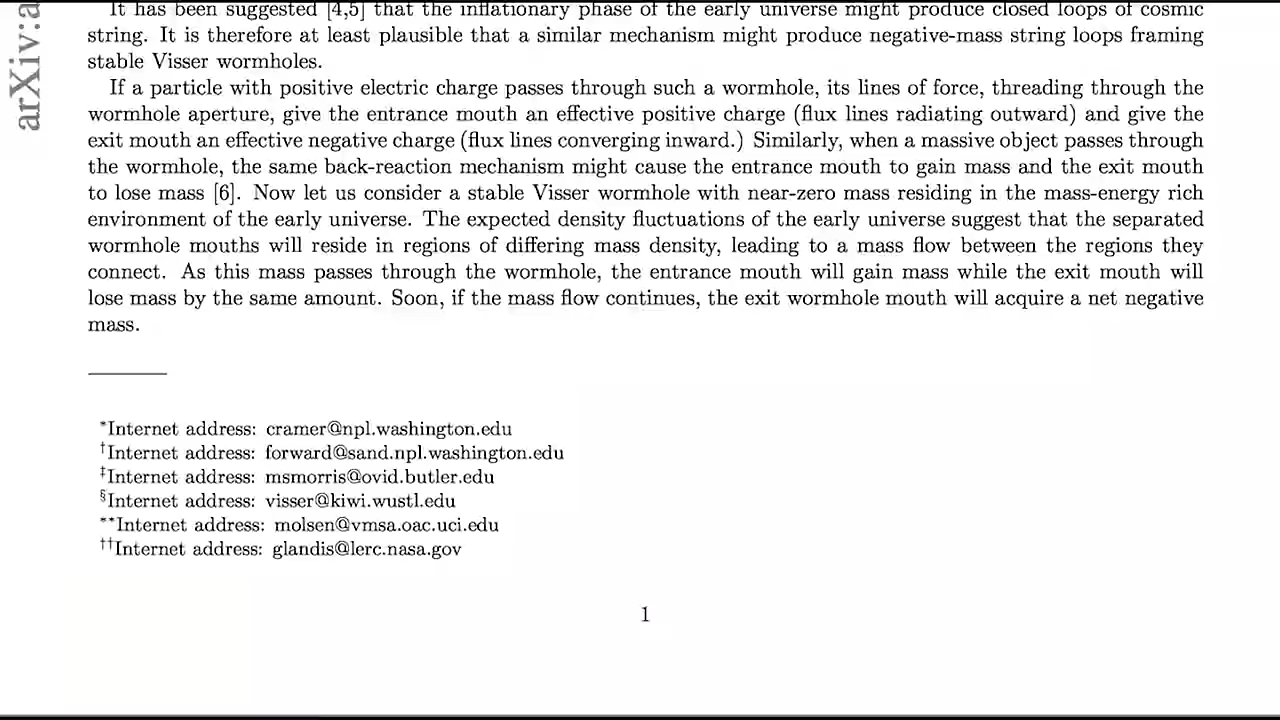 It has been suggested [4,5] that the inflationary phase of the early universe might produce closed loops of cosmic
string. It is therefore at least plausible that a similar mechanism might produce negative-mass string loops framing
stable Visser wormholes.
If a particle with positive electric charge passes through such a wormhole, its lines of force, threading through the
wormhole aperture, give the entrance mouth an effective positive charge (flux lines radiating outward) and give the
exit mouth an effective negative charge (flux lines converging inward.) Similarly, when a massive object passes through
the wormhole, the same back-reaction mechanism might cause the entrance mouth to gain mass and the exit mouth
to lose mass [6]. Now let us consider a stable Visser wormhole with near-zero mass residing in the mass-energy rich
environment of the early universe. The expected density fluctuations of the early universe suggest that the separated
wormhole mouths will reside in regions of differing mass density, leading to a mass flow between the regions they
connect. As this mass passes through the wormhole, the entrance mouth will gain mass while the exit mouth will
lose mass by the same amount. Soon, if the mass flow continues, the exit wormhole mouth will acquire a net negative
mass.
*Internet address: cramer@npl.washington.edu
†Internet address: forward@sand.npl.washington.edu
‡Internet address: msmorris@ovid.butler.edu
§Internet address: visser@kiwi.wustl.edu
**Internet address: molsen@vmsa.oac.uci.edu
††Internet address: glandis@lerc.nasa.gov
1
arXiv:a